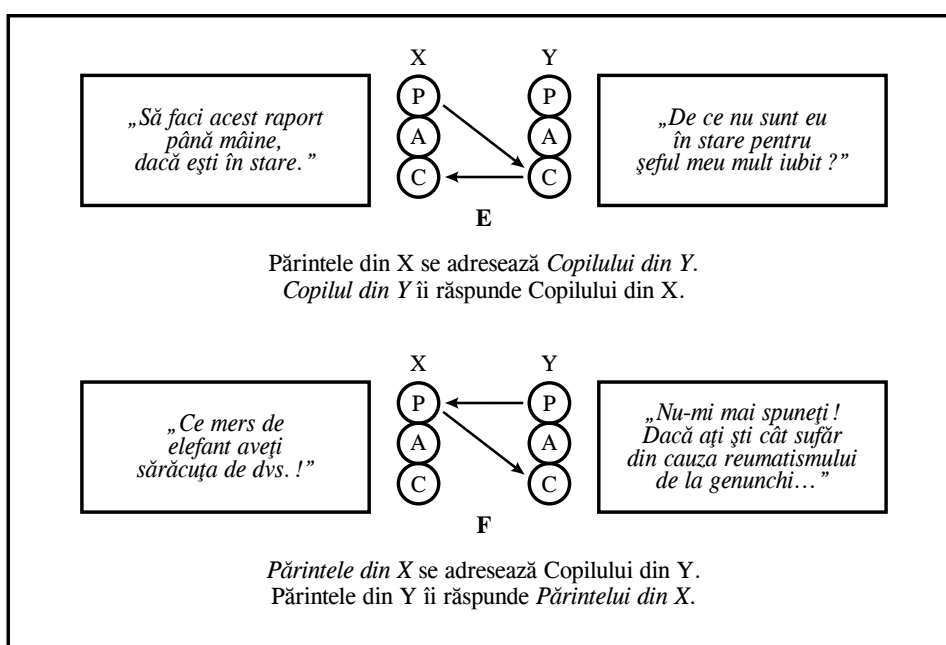 X Y
„Să faci acest raport
până mâine,
dacă eşti în stare.”
P P
A A
C C
„De ce nu sunt eu
în stare pentru
şeful meu mult iubit ?”
E
Părintele din X se adresează Copilului din Y.
Copilul din Y îi răspunde Copilului din X.
X Y
„Ce mers de
elefant aveţi
sărăcuţa de dvs. !”
P P
A A
C C
„Nu-mi mai spuneţi !
Dacă aţi şti cât sufăr
din cauza reumatismului
de la genunchi…”
F
Părintele din X se adresează Copilului din Y.
Părintele din Y îi răspunde Părintelui din X.